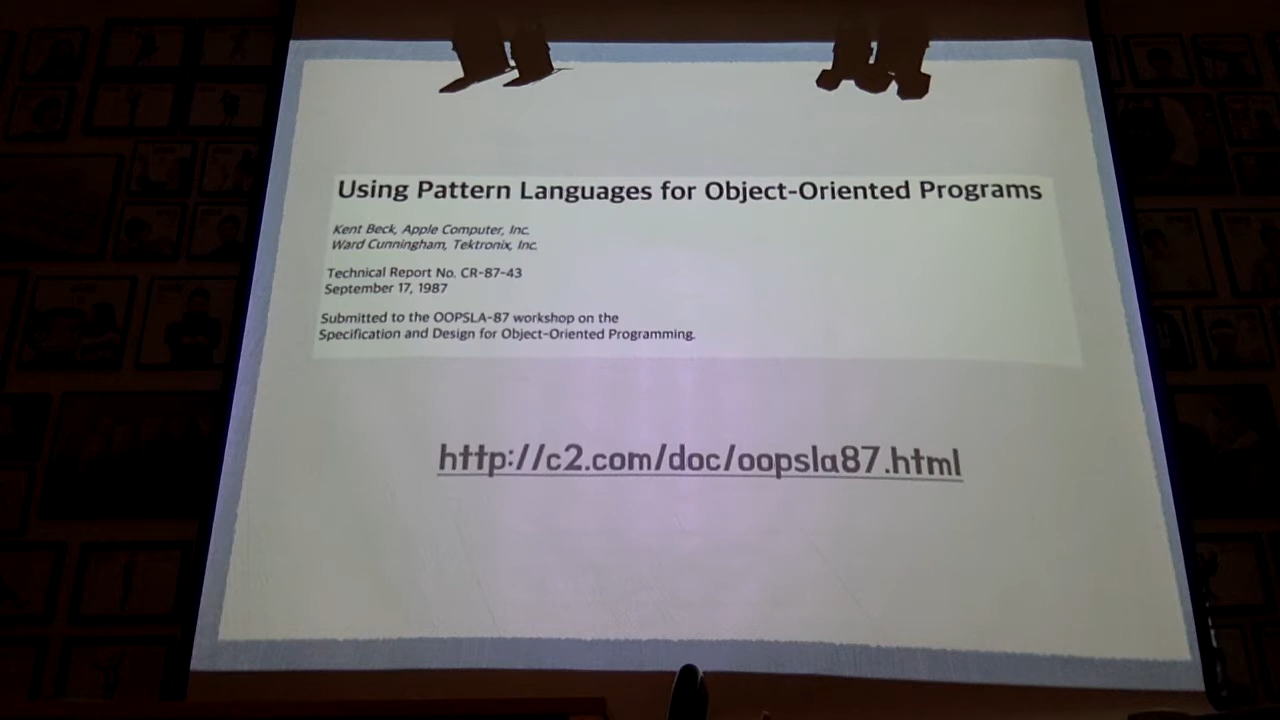 Using Pattern Languages for Object-Oriented Programs
Kent Beck, Apple Computer, Inc.
Ward Cunningham, Tektronix, Inc.
Technical Report No. CR-87-43
September 17, 1987
Submitted to the OOPSLA-87 workshop on the
Specification and Design for Object-Oriented Programming.
http://c2.com/doc/oopsla87.html